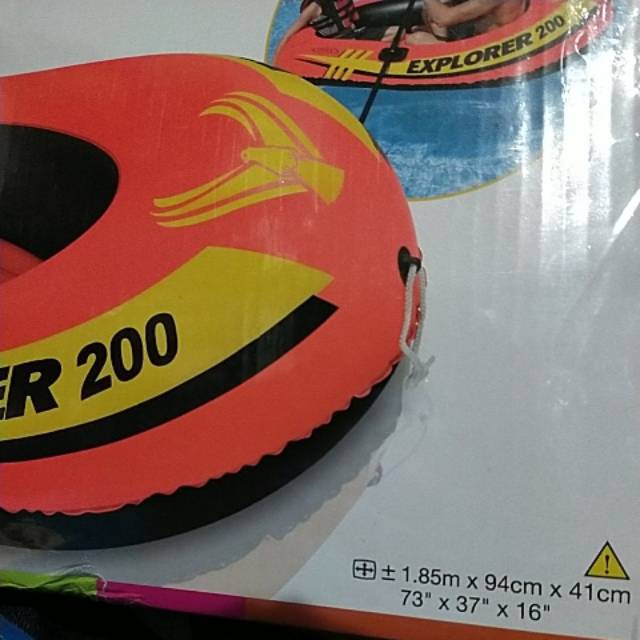 EXPLORER 200
ER 200
± 1.85m x 94cm x 41cm
73" x 37" x 16"